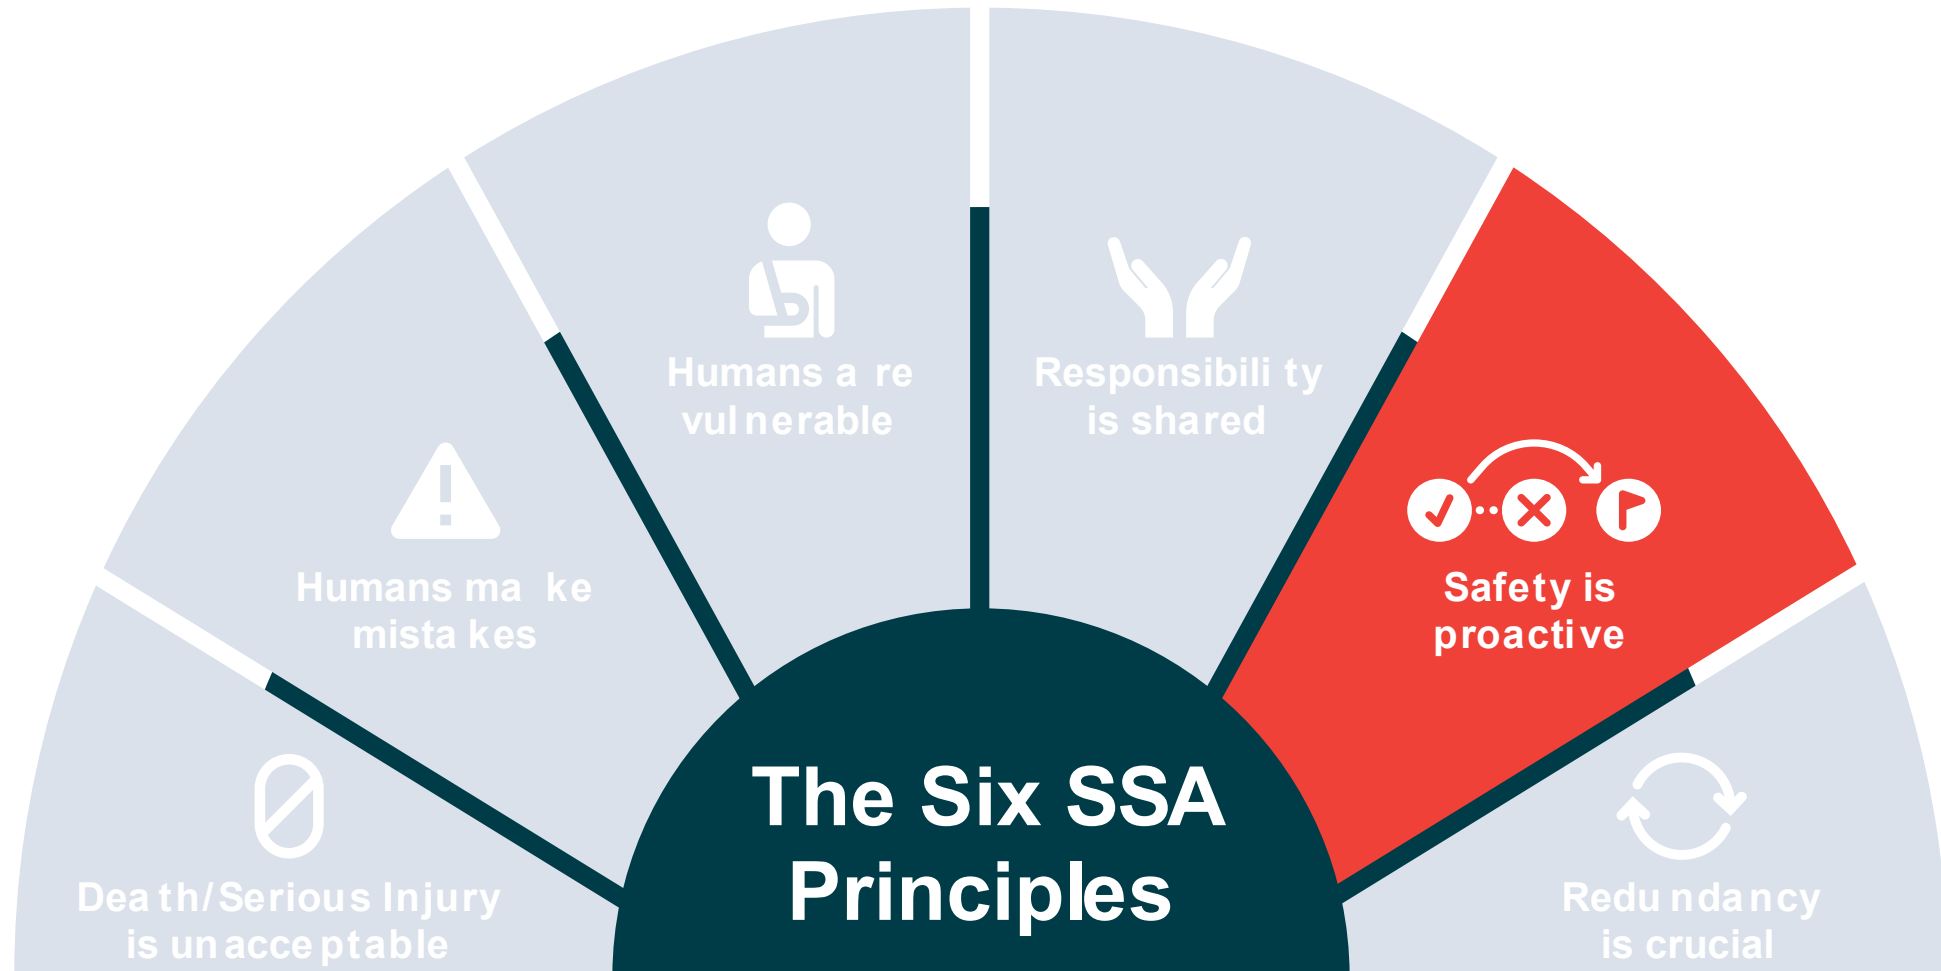 Death/Serious Injury
is unacceptable
Humans make
mistakes
Humans are
vulnerable
Responsibility
is shared
Safety is
proactive
Redundancy
is crucial
The Six SSA
Principles